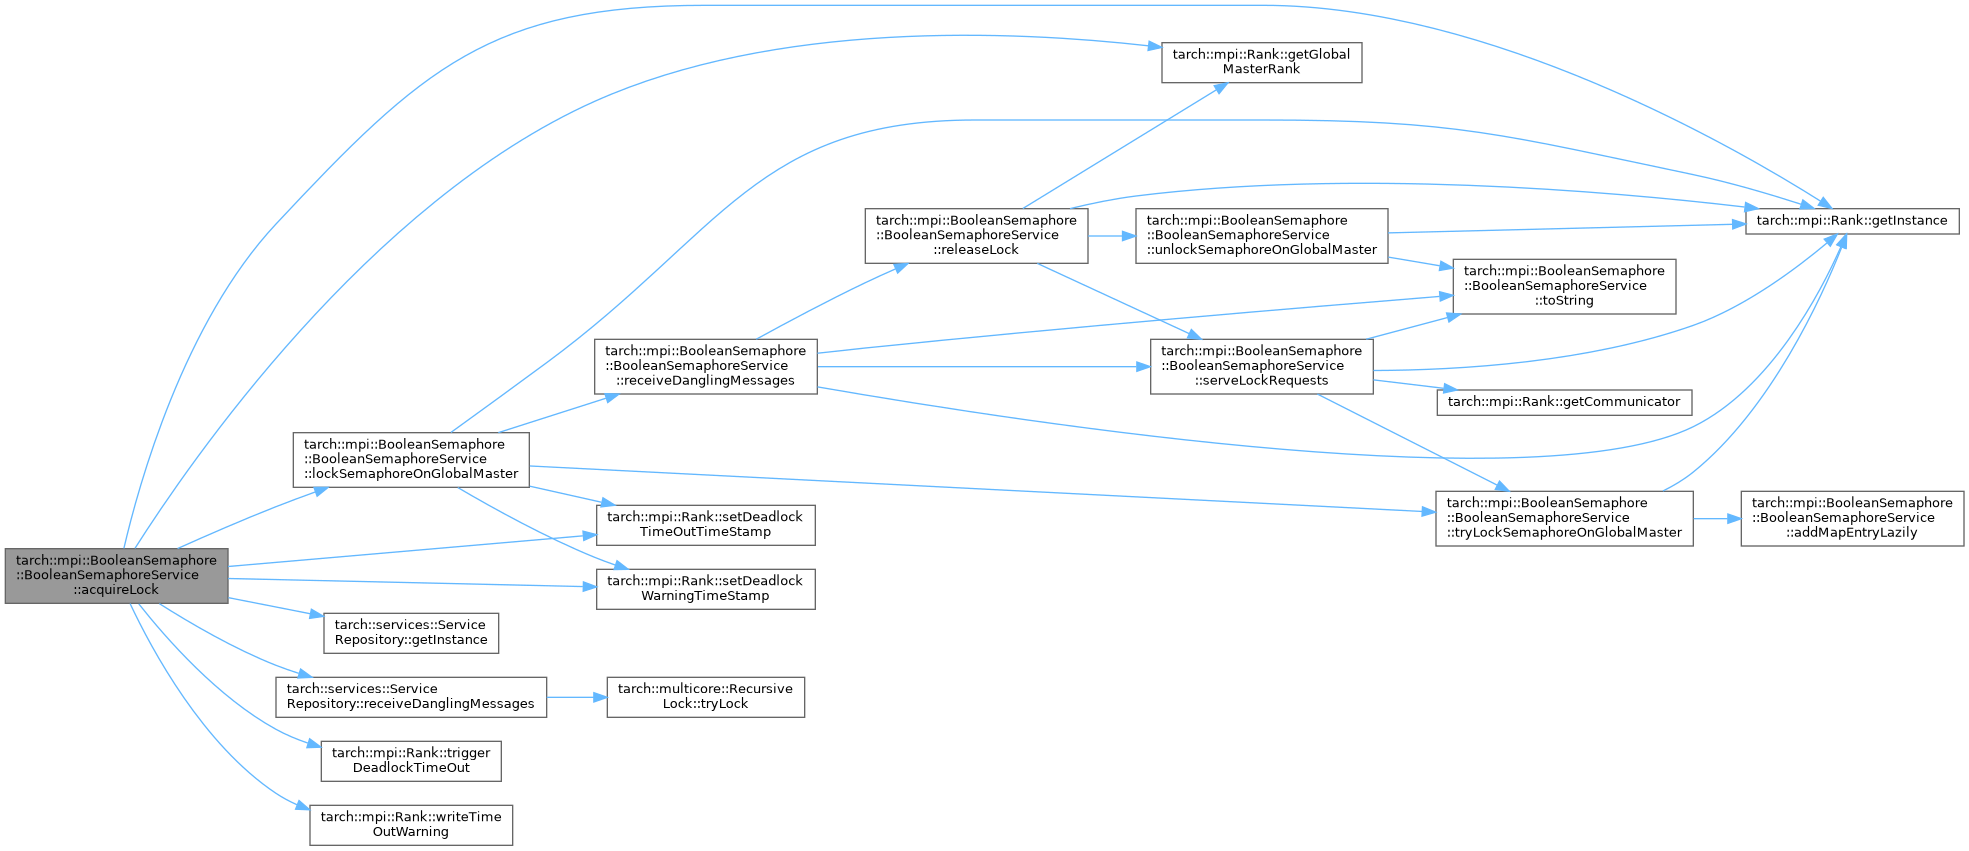 tarch::mpi::Rank::getGlobal
MasterRank
tarch::mpi::BooleanSemaphore
::BooleanSemaphoreService
::releaseLock
tarch::mpi::BooleanSemaphore
::BooleanSemaphoreService
::unlockSemaphoreOnGlobalMaster
tarch::mpi::Rank::getInstance
tarch::mpi::BooleanSemaphore
::BooleanSemaphoreService
::toString
tarch::mpi::BooleanSemaphore
::BooleanSemaphoreService
::receiveDanglingMessages
tarch::mpi::BooleanSemaphore
::BooleanSemaphoreService
::serveLockRequests
tarch::mpi::Rank::getCommunicator
tarch::mpi::BooleanSemaphore
::BooleanSemaphoreService
::lockSemaphoreOnGlobalMaster
tarch::mpi::Rank::setDeadlock
TimeOutTimeStamp
tarch::mpi::BooleanSemaphore
::BooleanSemaphoreService
::tryLockSemaphoreOnGlobalMaster
tarch::mpi::BooleanSemaphore
::BooleanSemaphoreService
::addMapEntryLazily
tarch::mpi::BooleanSemaphore
::BooleanSemaphoreService
::acquireLock
tarch::mpi::Rank::setDeadlock
WarningTimeStamp
tarch::services::Service
Repository::getInstance
tarch::services::Service
Repository::receiveDanglingMessages
tarch::multicore::Recursive
Lock::tryLock
tarch::mpi::Rank::trigger
DeadlockTimeOut
tarch::mpi::Rank::writeTime
OutWarning